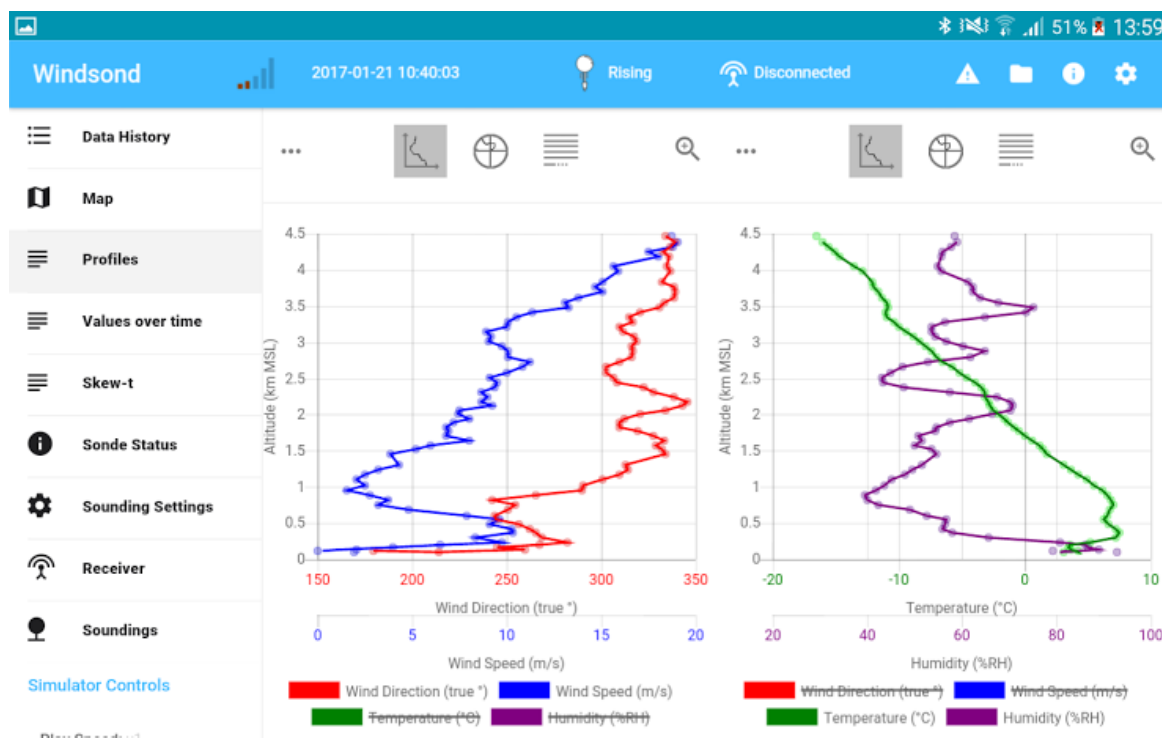 51% 13:59
Windsond 2017-01-21 10:40:03 Rising Disconnected
Data History
Map
Profiles
Values over time
Skew-t
Sonde Status
Sounding Settings
Receiver
Soundings
Simulator Controls
Altitude (km MSL)
4.5
4
3.5
3
2.5
2
1.5
1
0.5
0
150 200 250 300 350
Wind Direction (true °)
0 5 10 15 20
Wind Speed (m/s)
Wind Direction (true °) Wind Speed (m/s)
Temperature (°C) Humidity (%RH)
Altitude (km MSL)
4.5
4
3.5
3
2.5
2
1.5
1
0.5
0
-20 -10 0 10
Temperature (°C)
20 40 60 80 100
Humidity (%RH)
Wind Direction (true °) Wind Speed (m/s)
Temperature (°C) Humidity (%RH)